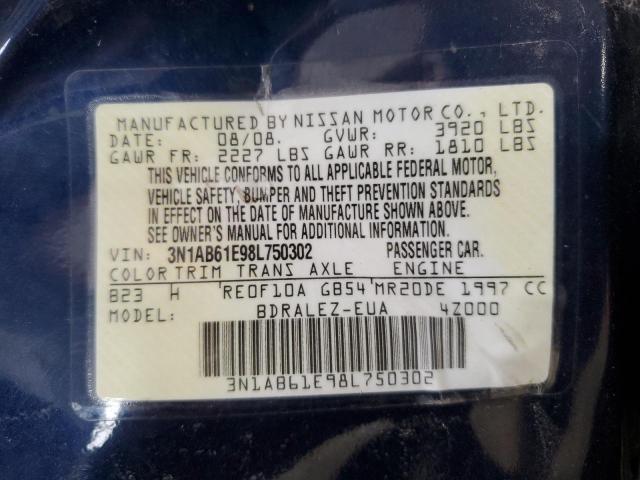 MANUFACTURED BY NISSAN MOTOR CO., LTD.
DATE: 08/08. GVWR: 3920 LBS
GAWR FR: 2227 LBS GAWR RR: 1810 LBS
THIS VEHICLE CONFORMS TO ALL APPLICABLE FEDERAL MOTOR,
VEHICLE SAFETY, BUMPER AND THEFT PREVENTION STANDARDS
IN EFFECT ON THE DATE OF MANUFACTURE SHOWN ABOVE.
SEE OWNER'S MANUAL FOR ADDITIONAL INFORMATION.
VIN: 3N1AB61E98L750302 PASSENGER CAR.
COLOR TRIM TRANS AXLE ENGINE
B23 H RE0F10A GB54 MR20DE 1997 CC
MODEL: BDRALEZ-EUA 4Z000
3N1AB61E98L750302